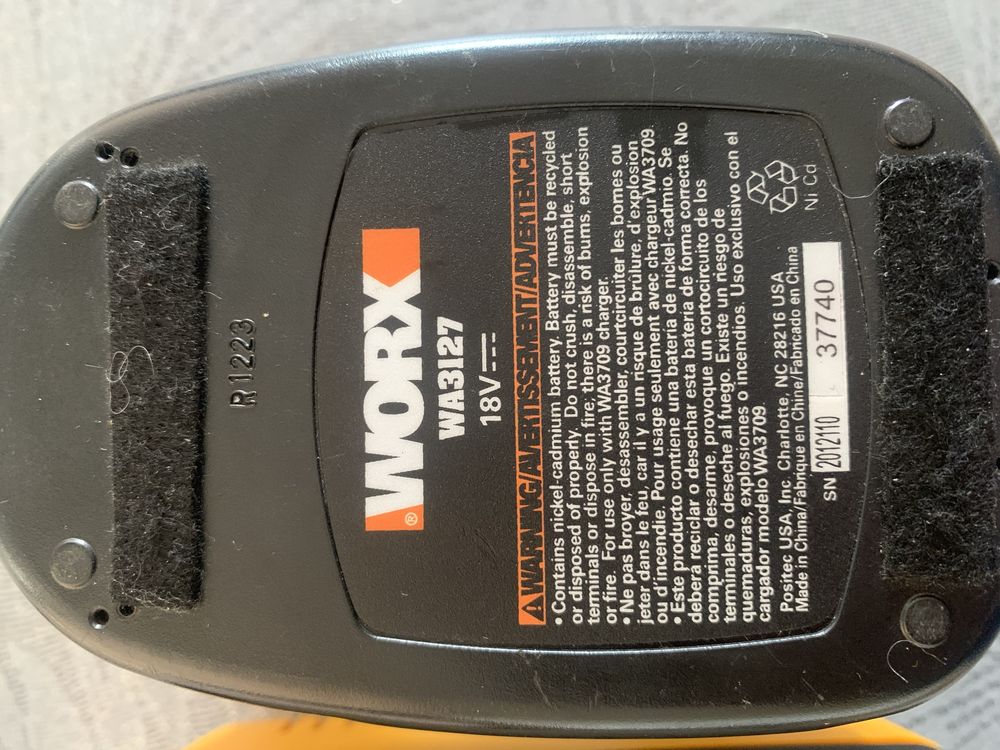 R1223
WORX®
WA3127
18V
WARNING/AVERTISSEMENT/ADVERTENCIA
• Contains nickel-cadmium battery. Battery must be recycled
or disposed of properly. Do not crush, disassemble, short
terminals or dispose in fire, there is a risk of burns, explosion
or fire. For use only with WA3709 charger.
• Ne pas broyer, désassembler, courtcircuiter les bornes ou
jeter dans le feu, car il y a un risque de brûlure, d'explosion
ou d'incendie. Pour usage seulement avec chargeur WA3709.
• Este producto contiene una batería de nickel-cadmio. Se
deberá reciclar o desechar esta batería de forma correcta. No
comprima, desarme, provoque un cortocircuito de los
terminales o deseche al fuego. Existe un riesgo de
quemaduras, explosiones o incendios. Uso exclusivo con el
cargador modelo WA3709
Positec USA, Inc. Charlotte, NC 28216 USA
Made in China/Fabrique en Chine/Fabricado en China
Ni Cd
SN 2012110 37740